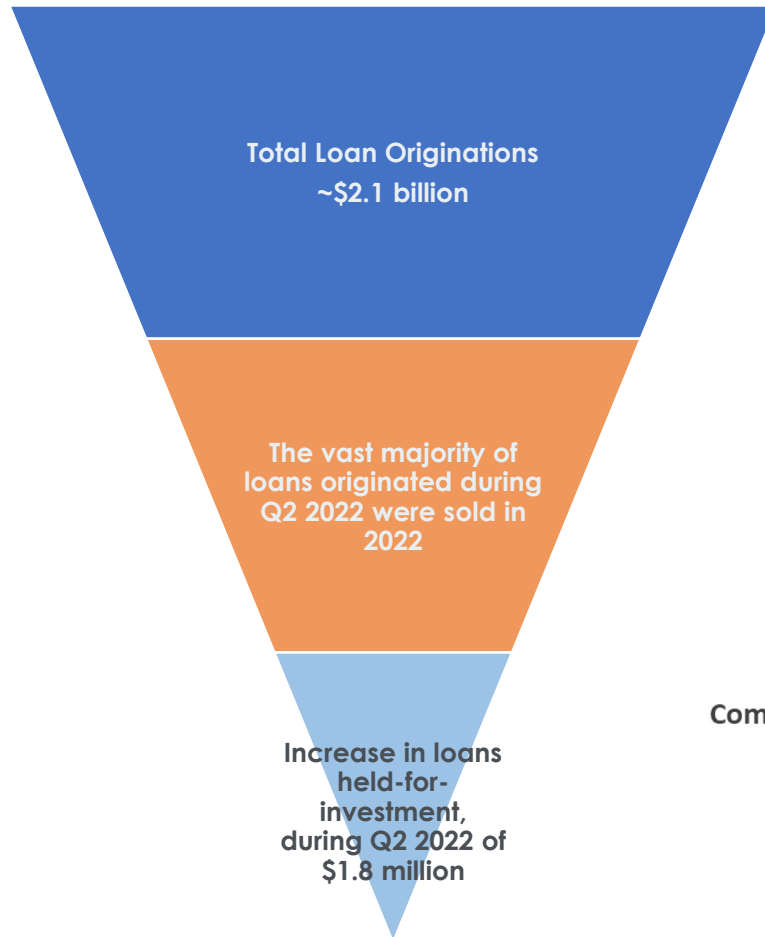 Total Loan Originations
~$2.1 billion
The vast majority of
loans originated during
Q2 2022 were sold in
2022
Com
Increase in loans
held-for-
investment,
during Q2 2022 of
$1.8 million